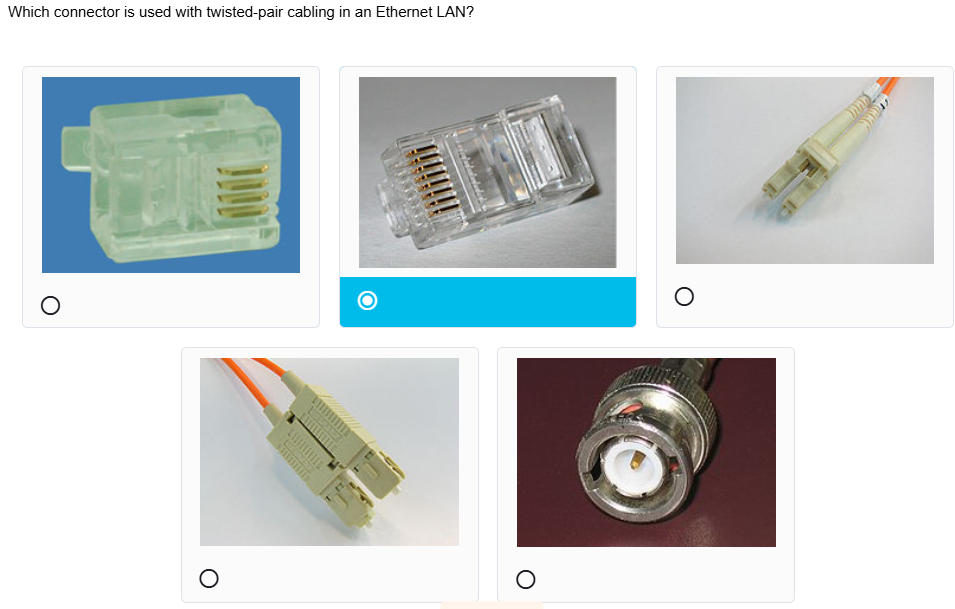 Which connector is used with twisted-pair cabling in an Ethernet LAN?